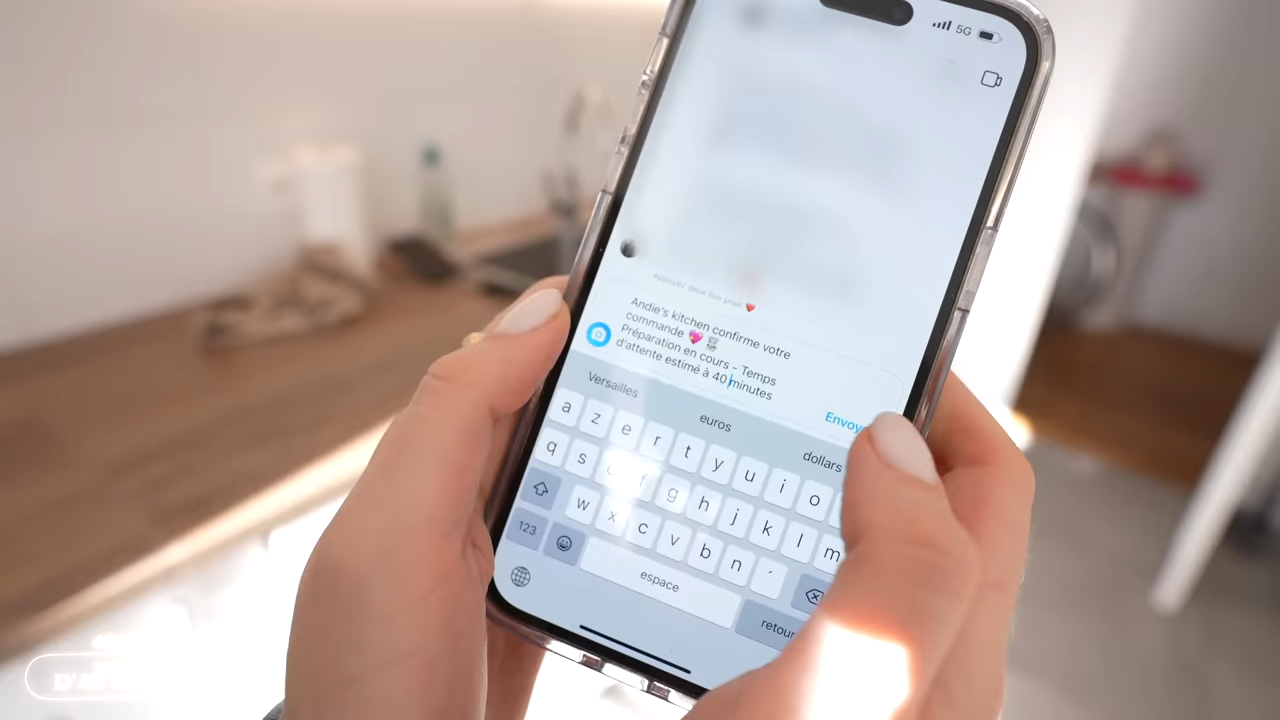 5G
Appuyez deux fois pour ❤️
Andie's kitchen confirme votre
commande 💖
Préparation en cours - Temps
d'attente estimé à 40 minutes
Envoy
Versailles euros dollars
a z e r t y u i o
q s d f g h j k l m
w x c v b n ´
123 espace retour